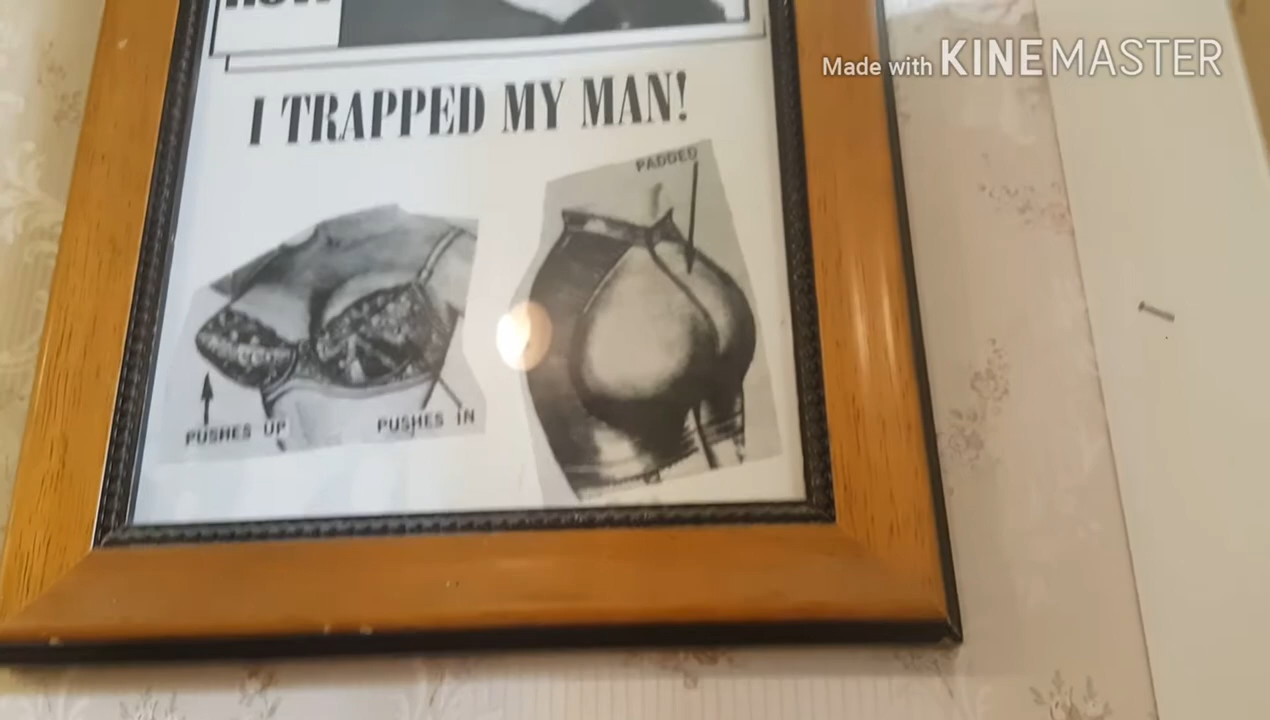 Made with KINEMASTER
I TRAPPED MY MAN!
PADDED
PUSHES UP
PUSHES IN